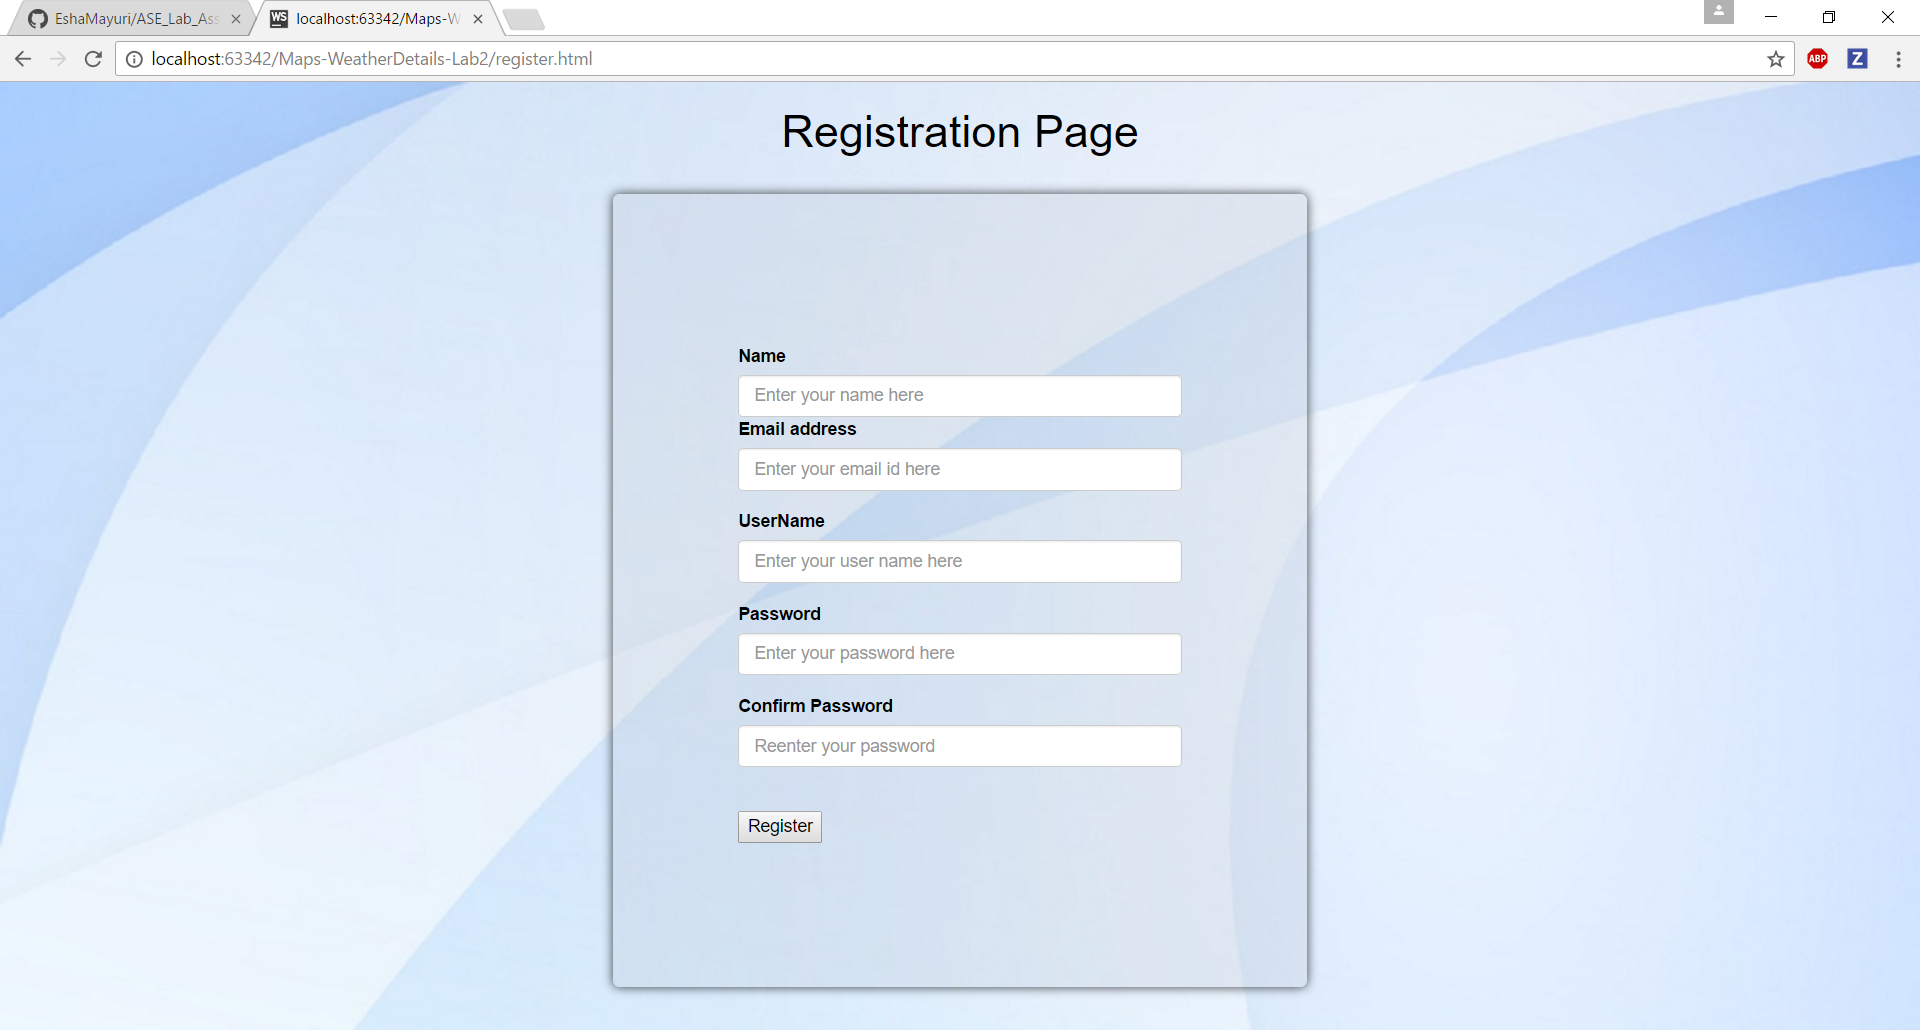 EshaMayuri/ASE_Lab_Ass
WS
localhost:63342/Maps-W
localhost:63342/Maps-WeatherDetails-Lab2/register.html
ABP
Z
Registration Page
Name
Enter your name here
Email address
Enter your email id here
UserName
Enter your user name here
Password
Enter your password here
Confirm Password
Reenter your password
Register